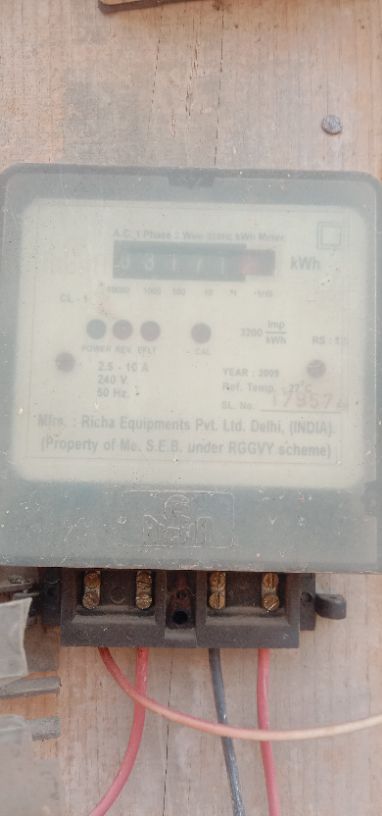 A.C. 1 Phase 2 Wire Static kWh Meter
kWh
10000 1000 100 10 1 1/10
CL - 1
3200 imp/kWh
POWER REV. EFLT CAL
RS :
2.5 - 10 A
240 V.
50 Hz.
YEAR : 2009
Ref. Temp. 27°C
SL. No. 179574
Mfrs. : Richa Equipments Pvt. Ltd. Delhi, (INDIA)
(Property of Me. S.E.B. under RGGVY scheme)